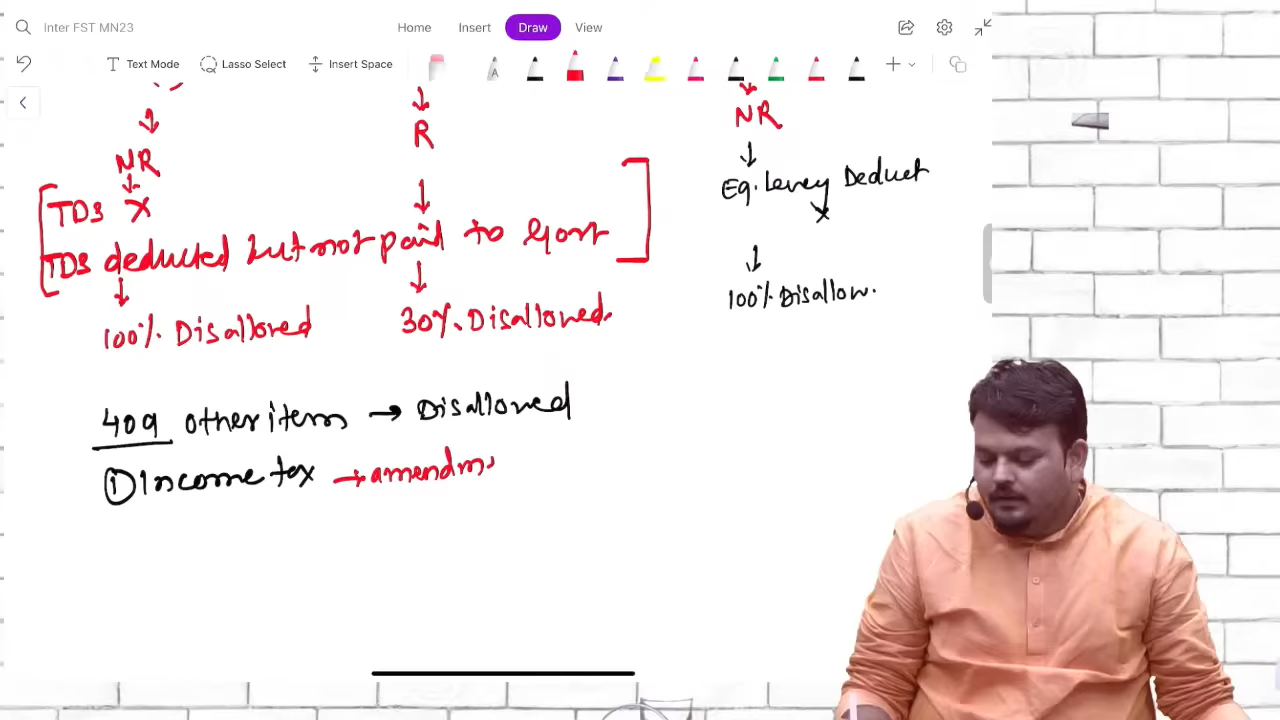 Inter FST MN23
Home Insert Draw View
Text Mode Lasso Select Insert Space
NR
R
NR
Eq. Levey Deduct
x
TDS X
TDS deducted but not paid to Govt
100% Disallowed
30% Disallowed.
100% Disallow.
40a other items → Disallowed
① Income tax → amendm